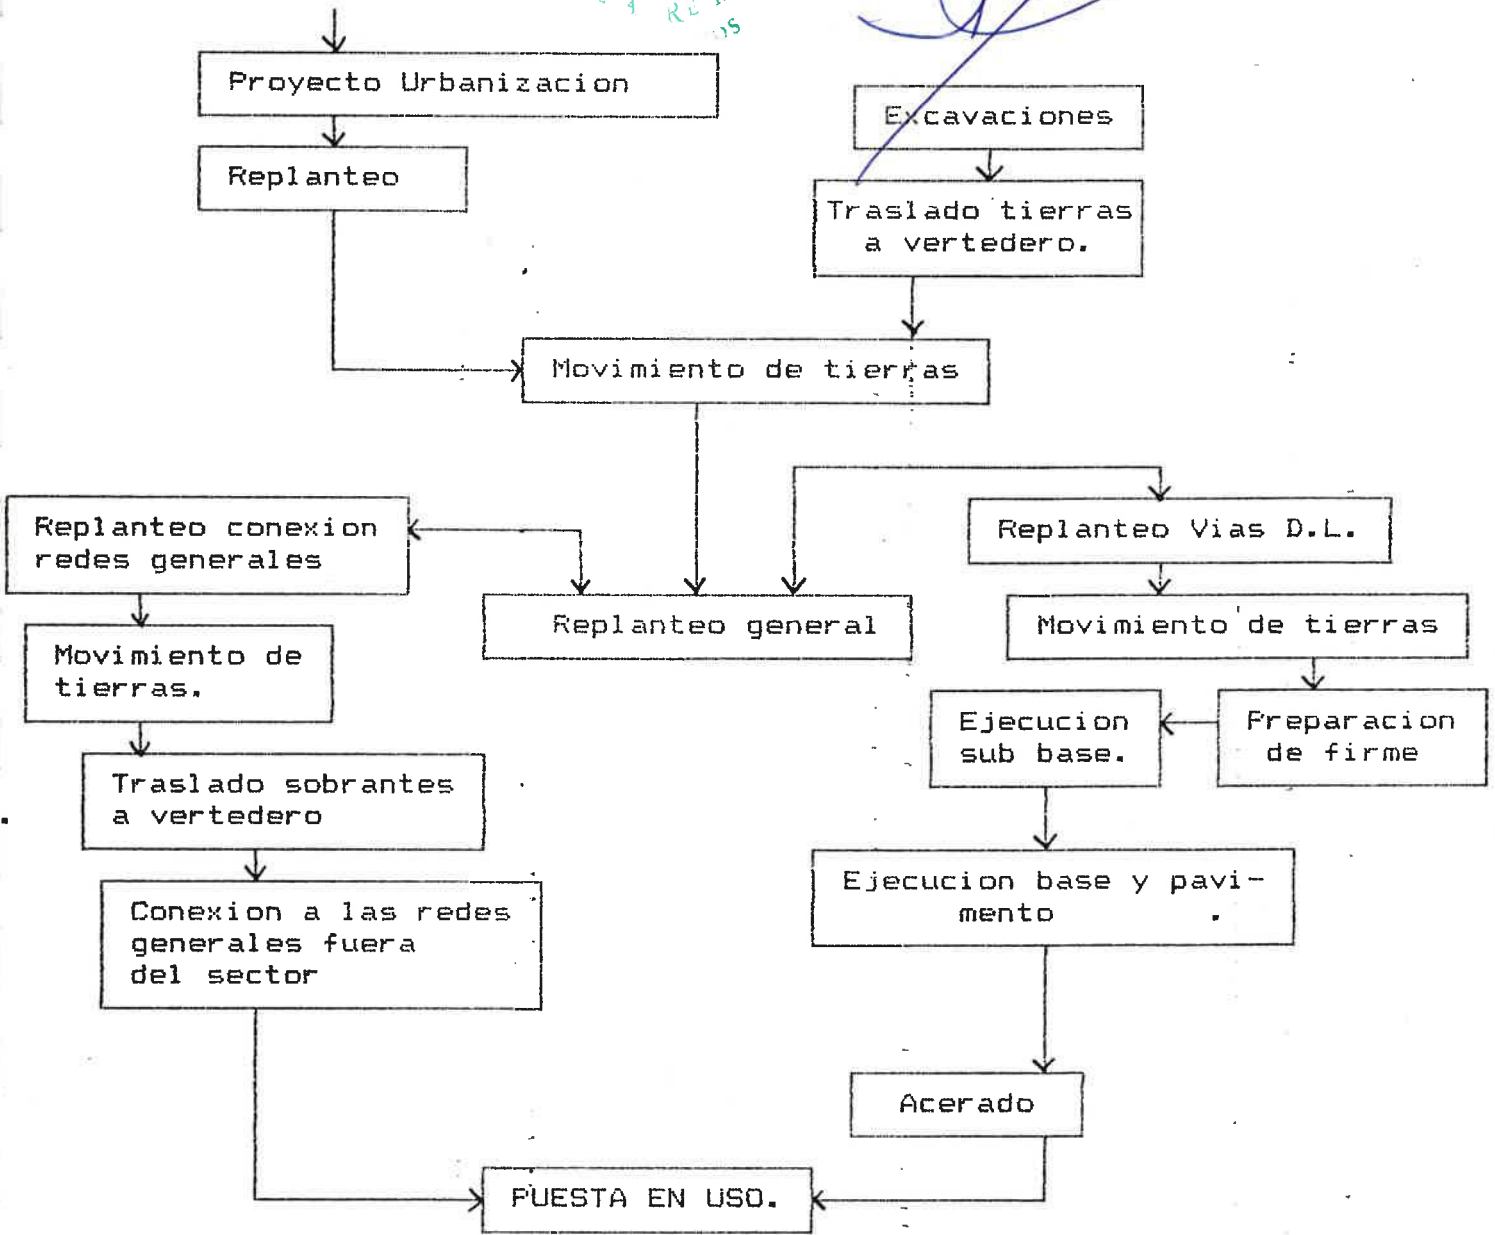 Proyecto Urbanizacion
Excavaciones
Replanteo
Traslado tierras
a vertedero.
Movimiento de tierras
Replanteo conexion
redes generales
Replanteo Vias D.L.
Replanteo general
Movimiento de tierras
Movimiento de
tierras.
Ejecucion
sub base.
Preparacion
de firme
Traslado sobrantes
a vertedero
Ejecucion base y pavi-
mento
Conexion a las redes
generales fuera
del sector
Acerado
PUESTA EN USO.